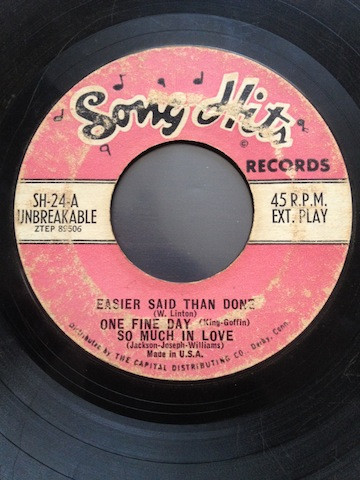 Song Hits
©
RECORDS
SH-24-A
UNBREAKABLE
ZTEP 89506
45 R.P.M.
EXT. PLAY
EASIER SAID THAN DONE
(W. Linton)
ONE FINE DAY (King-Goffin)
SO MUCH IN LOVE
(Jackson-Joseph-Williams)
Made in U.S.A.
Distributed by THE CAPITAL DISTRIBUTING CO. Derby, Conn.